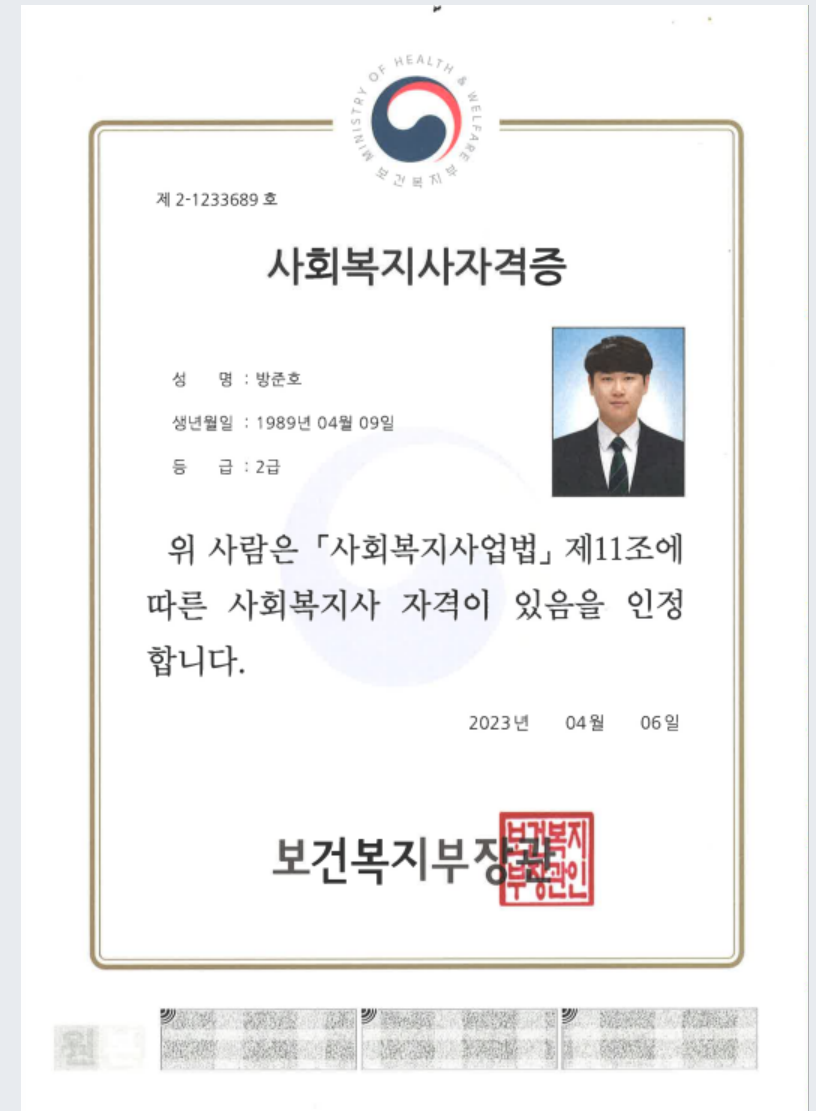 MINISTRY OF HEALTH & WELFARE
보건복지부
제 2-1233689 호
사회복지사자격증
성 명 : 방준호
생년월일 : 1989년 04월 09일
등 급 : 2급
위 사람은 「사회복지사업법」 제11조에
따른 사회복지사 자격이 있음을 인정
합니다.
2023년 04월 06일
보건복지부장관
보건복지
부장관인